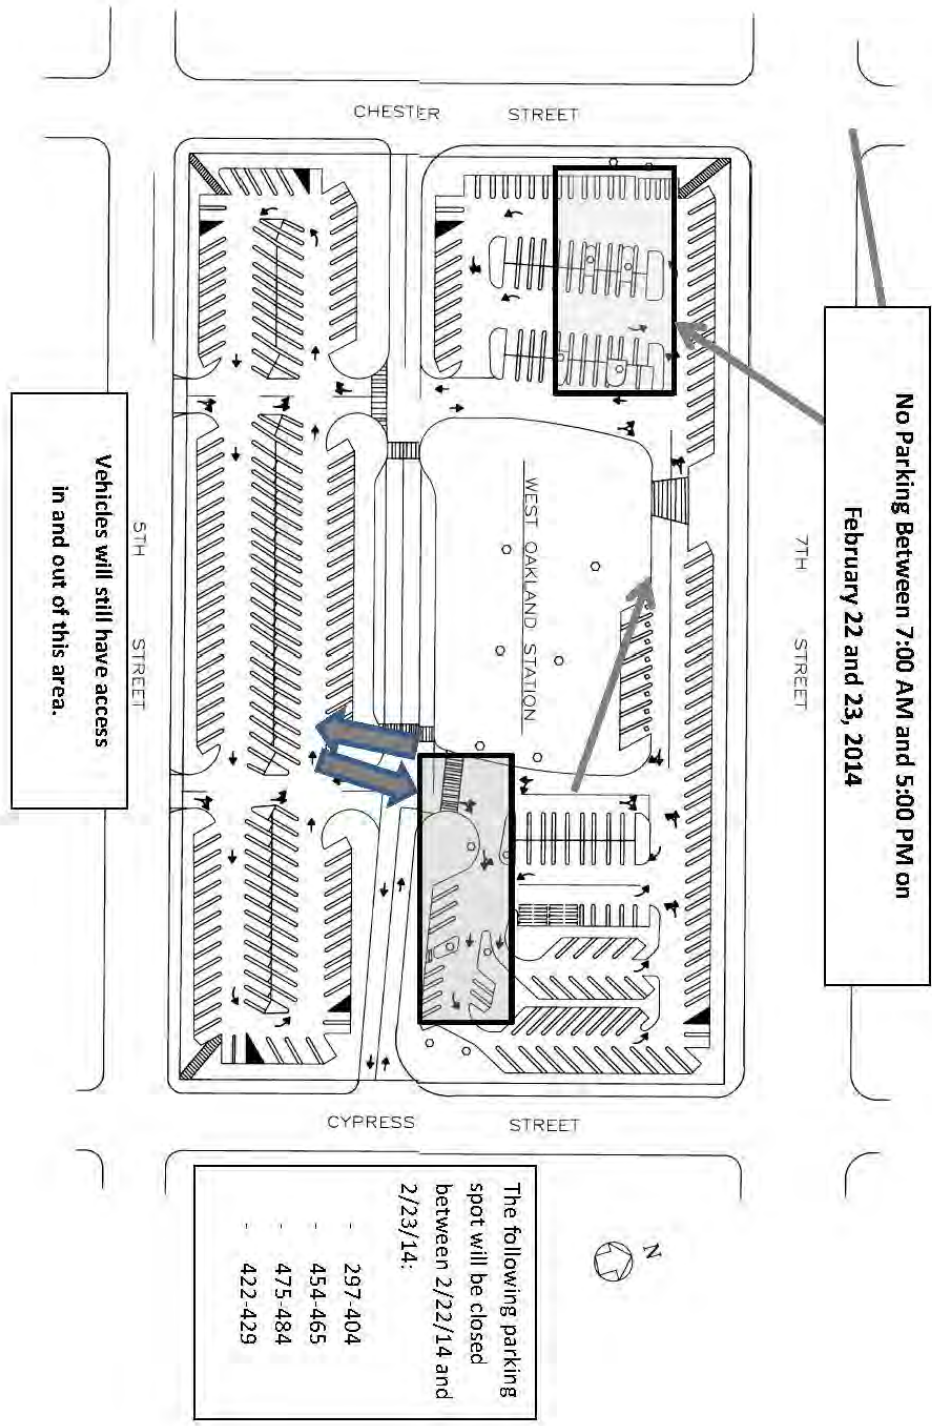 CHESTER STREET
No Parking Between 7:00 AM and 5:00 PM on
February 22 and 23, 2014
7TH STREET
WEST OAKLAND STATION
5TH STREET
Vehicles will still have access
in and out of this area.
CYPRESS STREET
N
The following parking
spot will be closed
between 2/22/14 and
2/23/14:
- 297-404
- 454-465
- 475-484
- 422-429